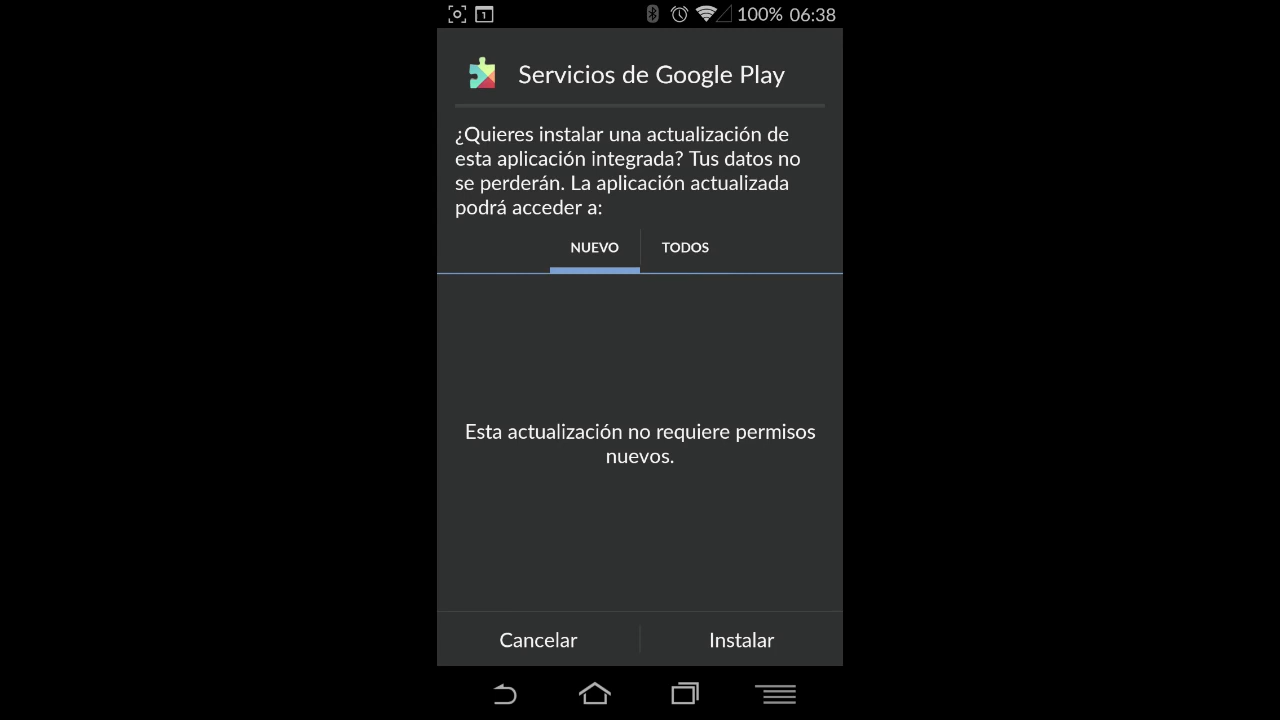 1 100% 06:38
Servicios de Google Play
¿Quieres instalar una actualización de
esta aplicación integrada? Tus datos no
se perderán. La aplicación actualizada
podrá acceder a:
NUEVO TODOS
Esta actualización no requiere permisos
nuevos.
Cancelar Instalar